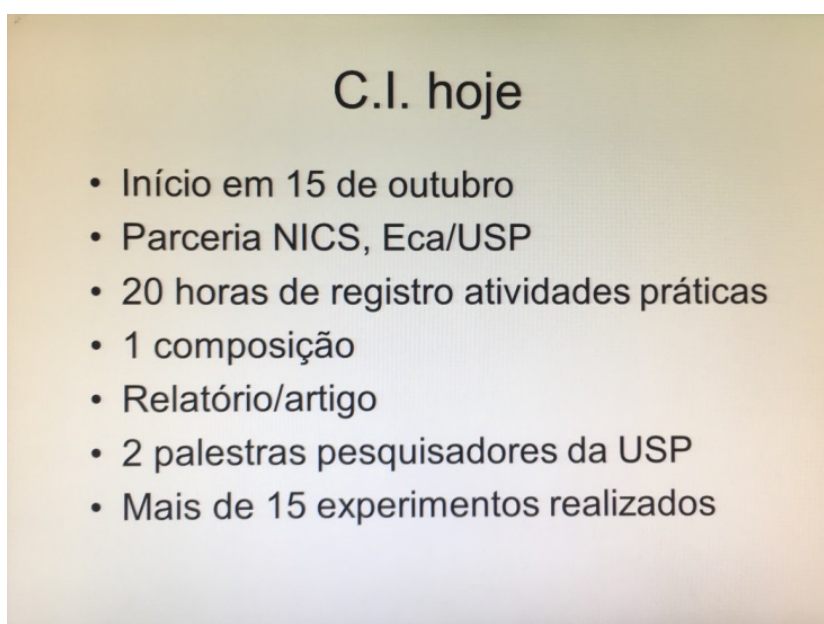 C.I. hoje
• Início em 15 de outubro
• Parceria NICS, Eca/USP
• 20 horas de registro atividades práticas
• 1 composição
• Relatório/artigo
• 2 palestras pesquisadores da USP
• Mais de 15 experimentos realizados